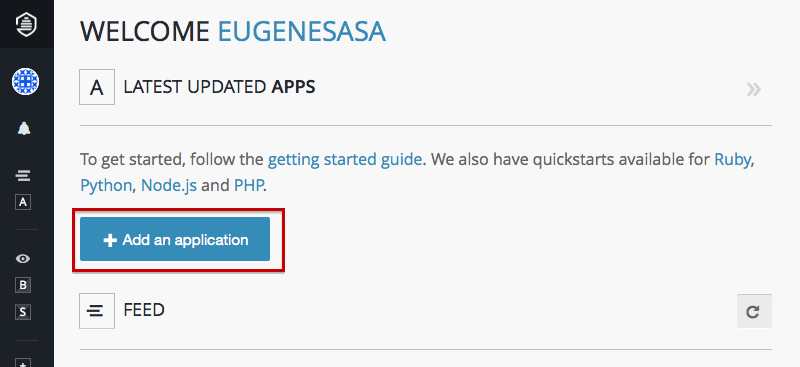 WELCOME EUGENESASA
A LATEST UPDATED APPS »
To get started, follow the getting started guide. We also have quickstarts available for Ruby,
Python, Node.js and PHP.
A
+ Add an application
B
S
FEED